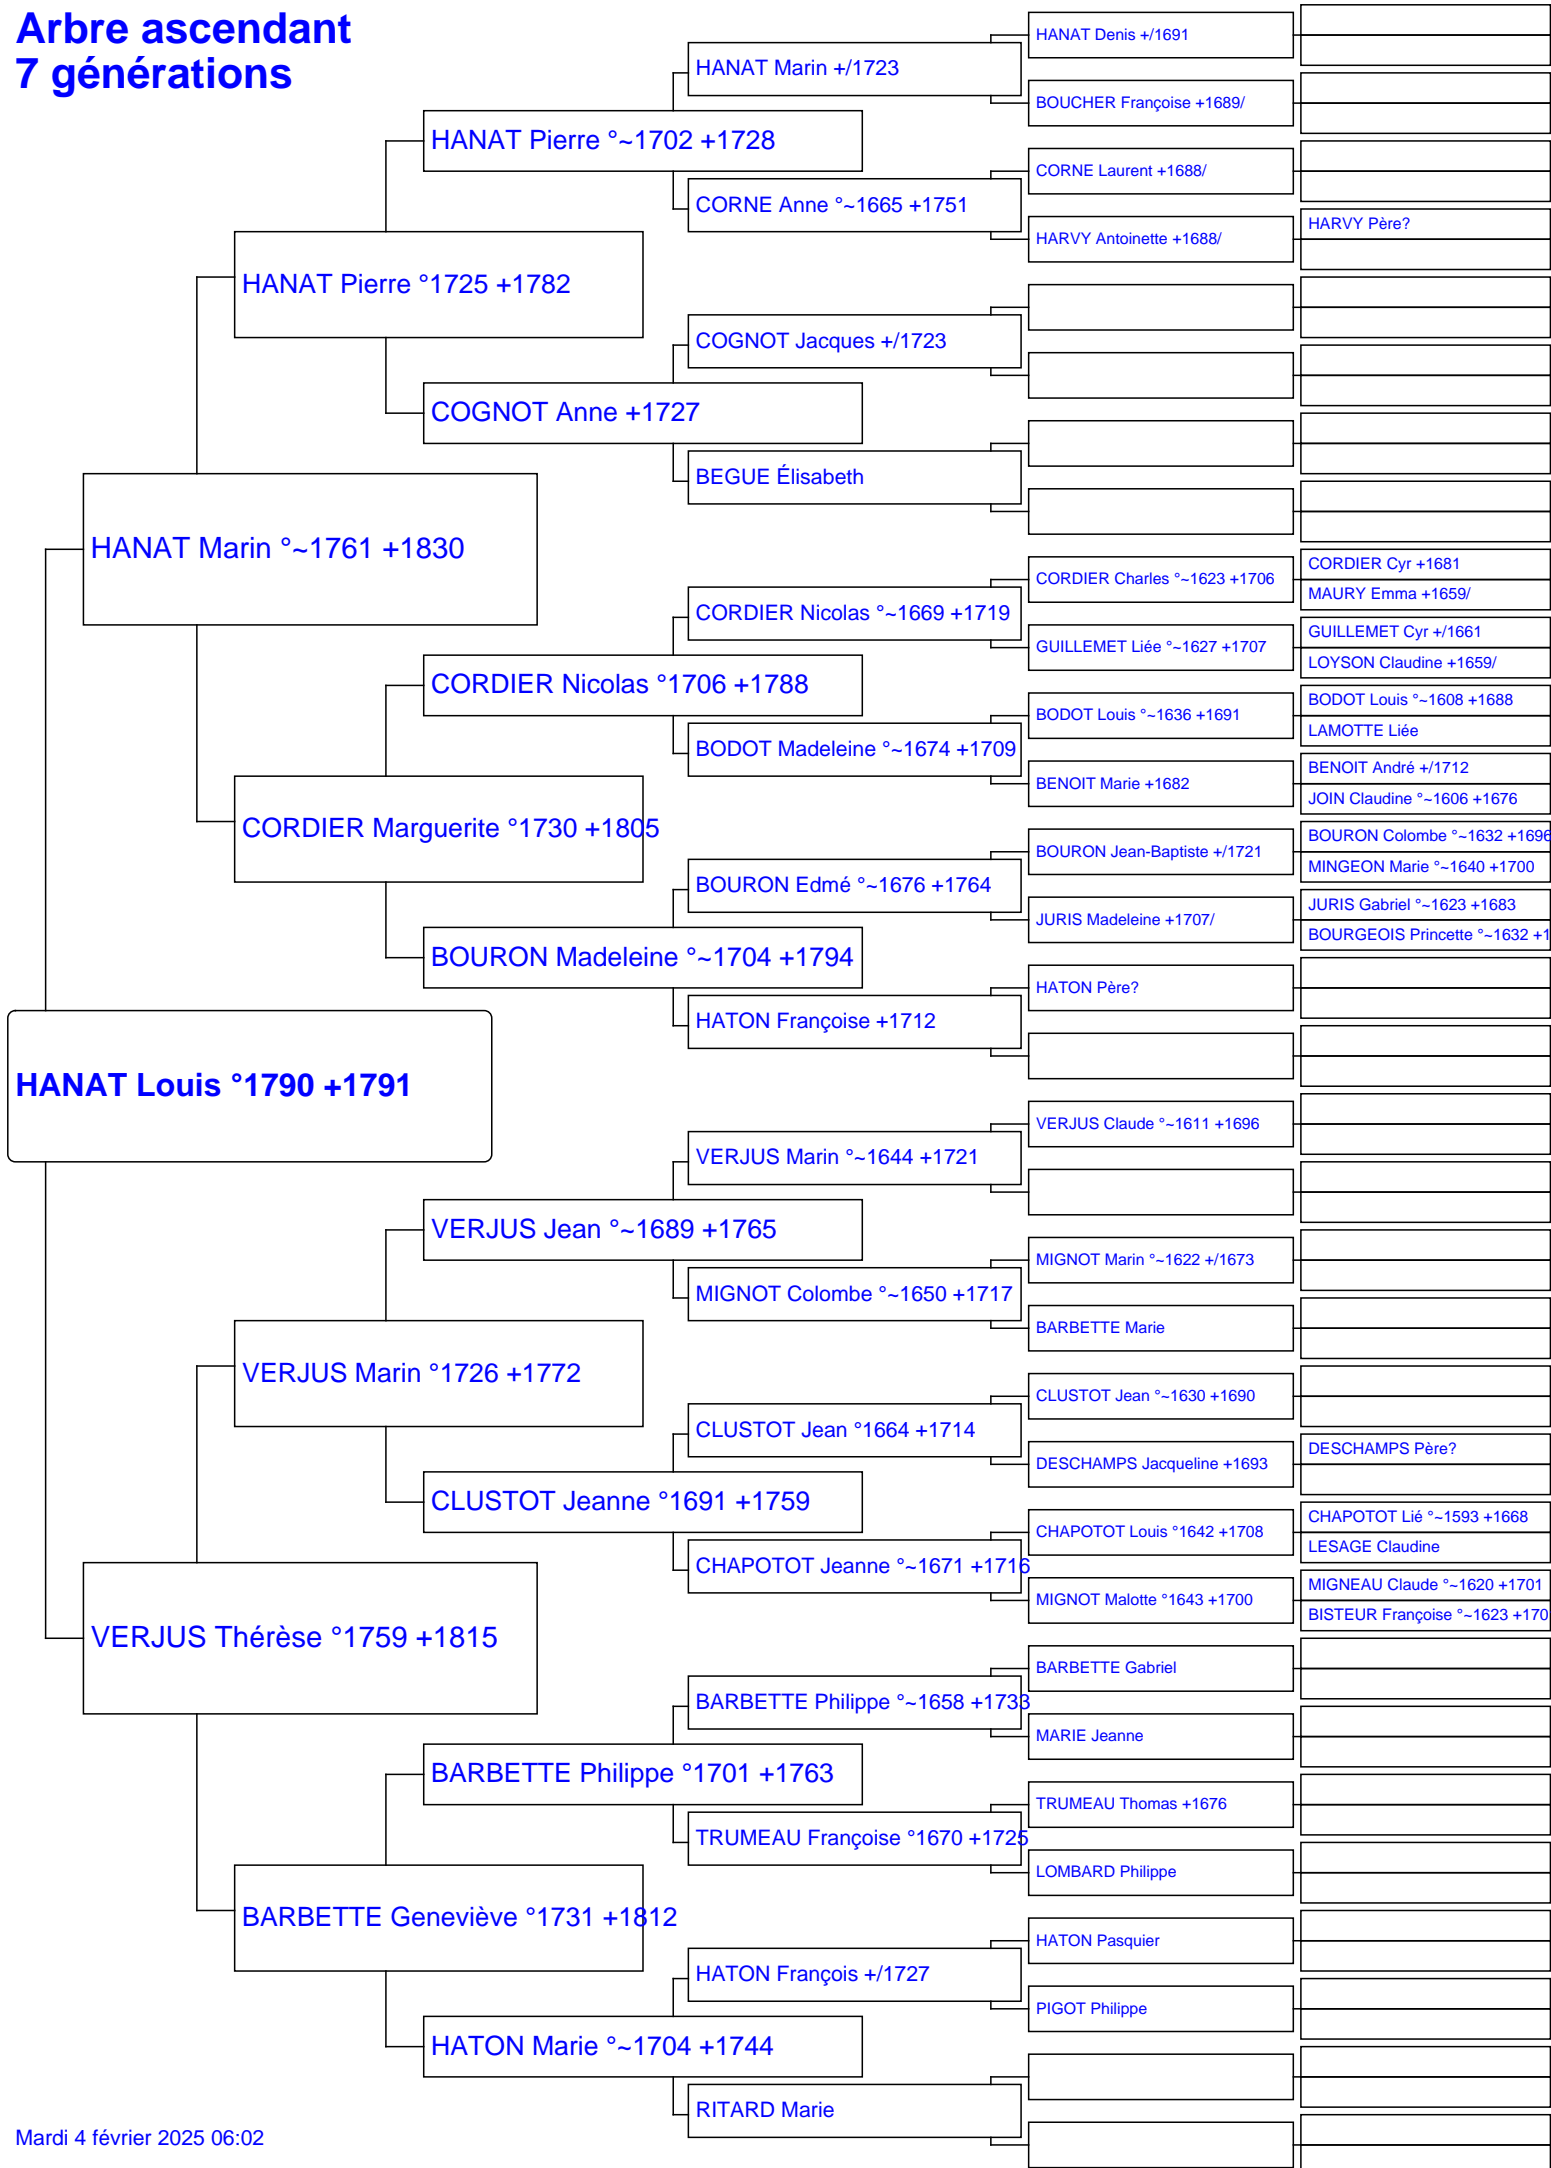 Arbre ascendant
7 générations
HANAT Louis °1790 +1791
HANAT Marin °~1761 +1830
VERJUS Thérèse °1759 +1815
HANAT Pierre °1725 +1782
CORDIER Marguerite °1730 +1805
VERJUS Marin °1726 +1772
BARBETTE Geneviève °1731 +1812
HANAT Pierre °~1702 +1728
COGNOT Anne +1727
CORDIER Nicolas °1706 +1788
BOURON Madeleine °~1704 +1794
VERJUS Jean °~1689 +1765
CLUSTOT Jeanne °1691 +1759
BARBETTE Philippe °1701 +1763
HATON Marie °~1704 +1744
HANAT Marin +/1723
CORNE Anne °~1665 +1751
COGNOT Jacques +/1723
BEGUE Élisabeth
CORDIER Nicolas °~1669 +1719
BODOT Madeleine °~1674 +1709
BOURON Edmé °~1676 +1764
HATON Françoise +1712
VERJUS Marin °~1644 +1721
MIGNOT Colombe °~1650 +1717
CLUSTOT Jean °1664 +1714
CHAPOTOT Jeanne °~1671 +1716
BARBETTE Philippe °~1658 +1733
TRUMEAU Françoise °1670 +1725
HATON François +/1727
RITARD Marie
HANAT Denis +/1691
BOUCHER Françoise +1689/
CORNE Laurent +1688/
HARVY Antoinette +1688/
CORDIER Charles °~1623 +1706
GUILLEMET Liée °~1627 +1707
BODOT Louis °~1636 +1691
BENOIT Marie +1682
BOURON Jean-Baptiste +/1721
JURIS Madeleine +1707/
HATON Père?
VERJUS Claude °~1611 +1696
MIGNOT Marin °~1622 +/1673
BARBETTE Marie
CLUSTOT Jean °~1630 +1690
DESCHAMPS Jacqueline +1693
CHAPOTOT Louis °1642 +1708
MIGNOT Malotte °1643 +1700
BARBETTE Gabriel
MARIE Jeanne
TRUMEAU Thomas +1676
LOMBARD Philippe
HATON Pasquier
PIGOT Philippe
HARVY Père?
CORDIER Cyr +1681
MAURY Emma +1659/
GUILLEMET Cyr +/1661
LOYSON Claudine +1659/
BODOT Louis °~1608 +1688
LAMOTTE Liée
BENOIT André +/1712
JOIN Claudine °~1606 +1676
BOURON Colombe °~1632 +1696
MINGEON Marie °~1640 +1700
JURIS Gabriel °~1623 +1683
BOURGEOIS Princette °~1632 +1
DESCHAMPS Père?
CHAPOTOT Lié °~1593 +1668
LESAGE Claudine
MIGNEAU Claude °~1620 +1701
BISTEUR Françoise °~1623 +170
Mardi 4 février 2025 06:02